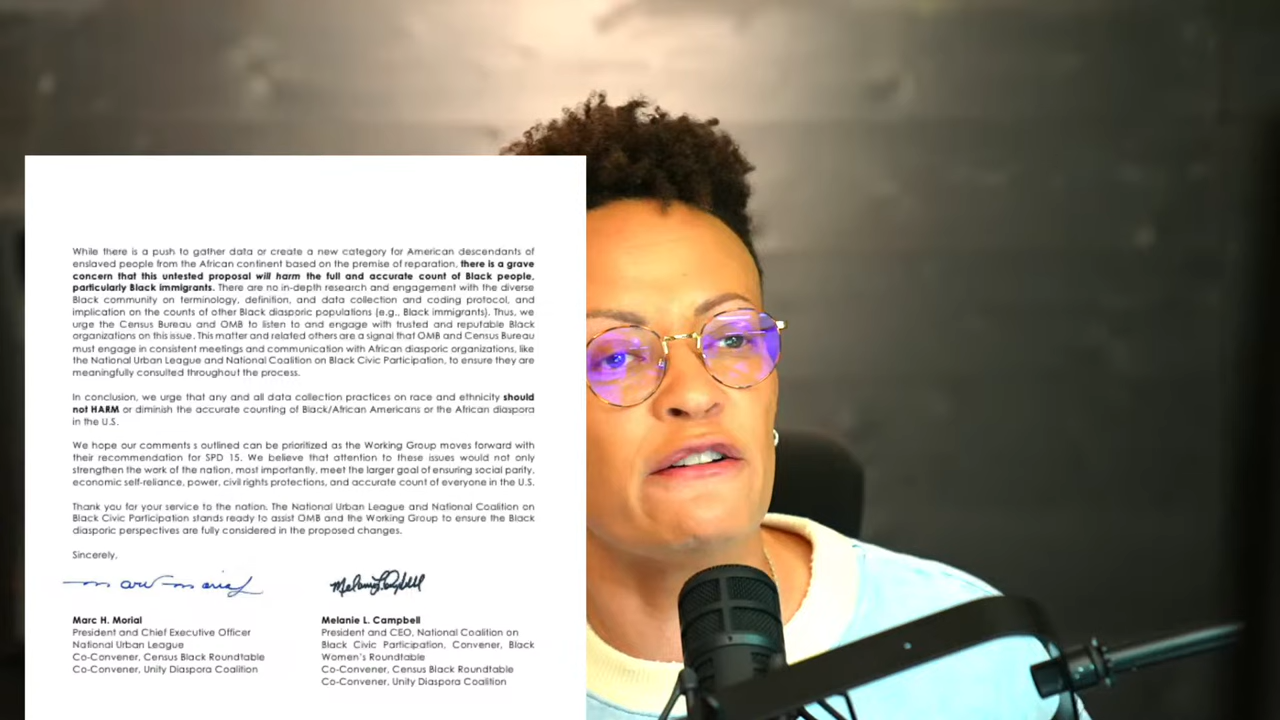 While there is a push to gather data or create a new category for American descendants of
enslaved people from the African continent based on the premise of reparation, there is a grave
concern that this untested proposal will harm the full and accurate count of Black people,
particularly Black immigrants. There are no in-depth research and engagement with the diverse
Black community on terminology, definition, and data collection and coding protocol, and
implication on the counts of other Black diasporic populations (e.g., Black immigrants). Thus, we
urge the Census Bureau and OMB to listen to and engage with trusted and reputable Black
organizations on this issue. This matter and related others are a signal that OMB and Census Bureau
must engage in consistent meetings and communication with African diasporic organizations, like
the National Urban League and National Coalition on Black Civic Participation, to ensure they are
meaningfully consulted throughout the process.
In conclusion, we urge that any and all data collection practices on race and ethnicity should
not HARM or diminish the accurate counting of Black/African Americans or the African diaspora
in the U.S.
We hope our comments s outlined can be prioritized as the Working Group moves forward with
their recommendation for SPD 15. We believe that attention to these issues would not only
strengthen the work of the nation, most importantly, meet the larger goal of ensuring social parity,
economic self-reliance, power, civil rights protections, and accurate count of everyone in the U.S.
Thank you for your service to the nation. The National Urban League and National Coalition on
Black Civic Participation stands ready to assist OMB and the Working Group to ensure the Black
diasporic perspectives are fully considered in the proposed changes.
Sincerely,
Marc H. Morial
President and Chief Executive Officer
National Urban League
Co-Convener, Census Black Roundtable
Co-Convener, Unity Diaspora Coalition
Melanie L. Campbell
President and CEO, National Coalition on
Black Civic Participation, Convener, Black
Women's Roundtable
Co-Convener, Census Black Roundtable
Co-Convener, Unity Diaspora Coalition